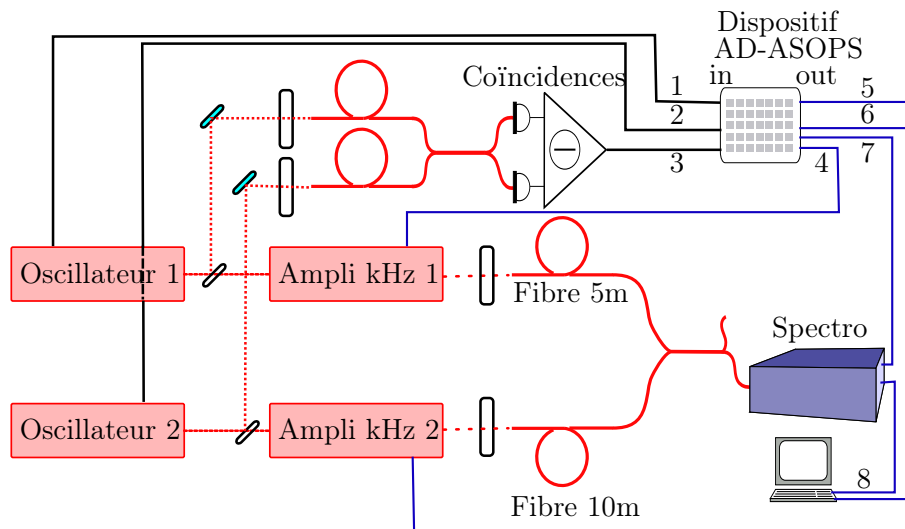 Dispositif
AD-ASOPS
in out
Coïncidences
1
2
3
4
5
6
7
Oscillateur 1
Ampli kHz 1
Fibre 5m
Spectro
Oscillateur 2
Ampli kHz 2
Fibre 10m
8